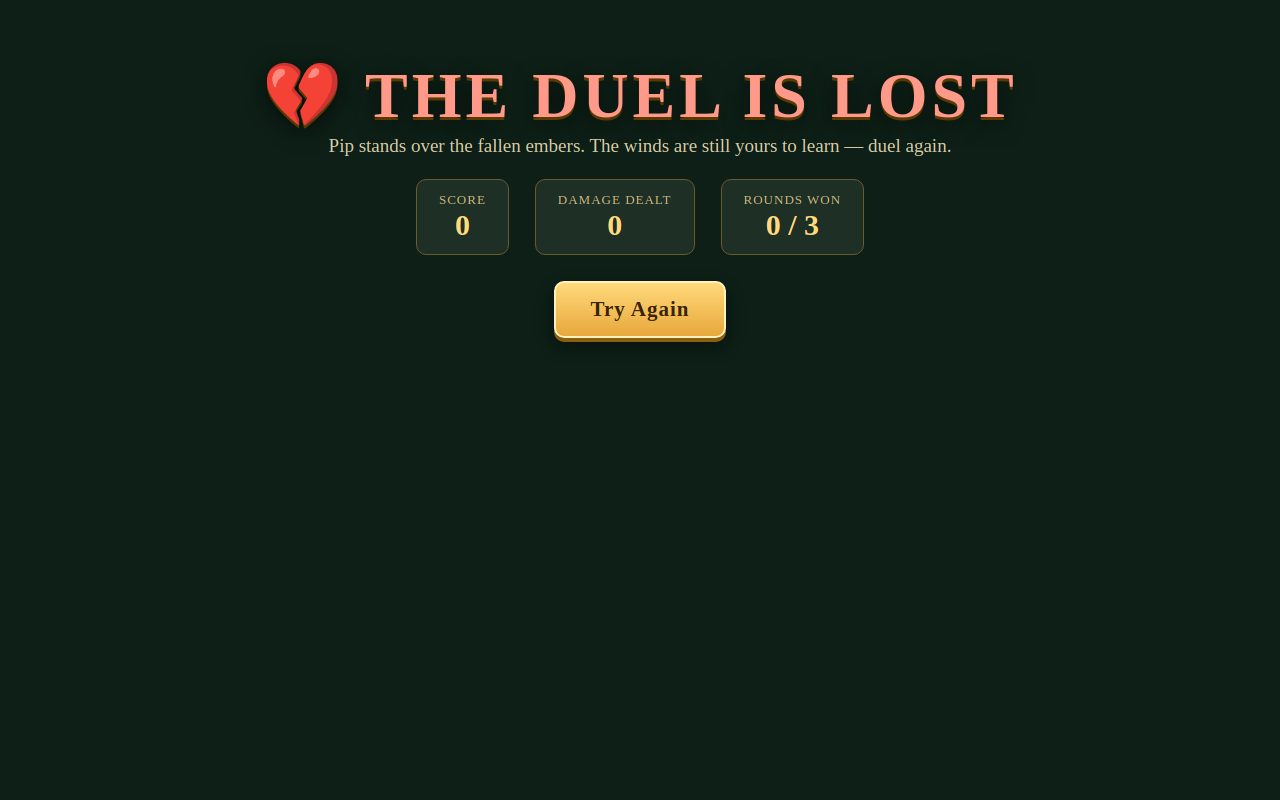 💔 THE DUEL IS LOST
Pip stands over the fallen embers. The winds are still yours to learn — duel again.
SCORE
0
DAMAGE DEALT
0
ROUNDS WON
0 / 3
Try Again